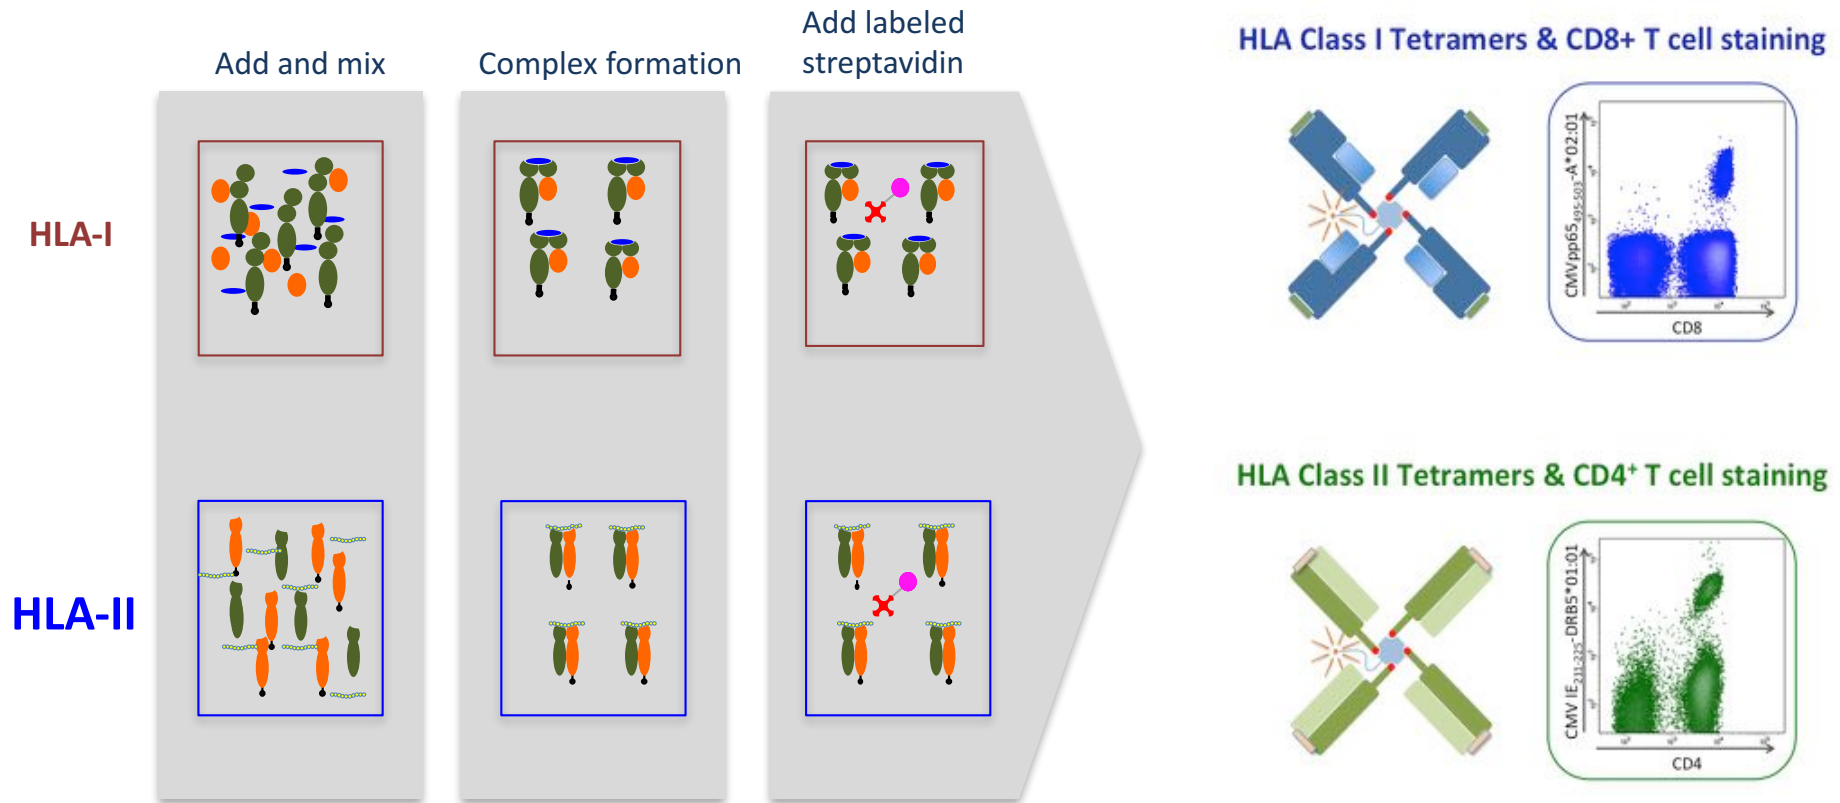 Add and mix
Complex formation
Add labeled
streptavidin
HLA-I
HLA-II
HLA Class I Tetramers & CD8+ T cell staining
CMVpp65495-503-A*02:01
CD8
HLA Class II Tetramers & CD4⁺ T cell staining
CMV IE211-225-DRB5*01:01
CD4